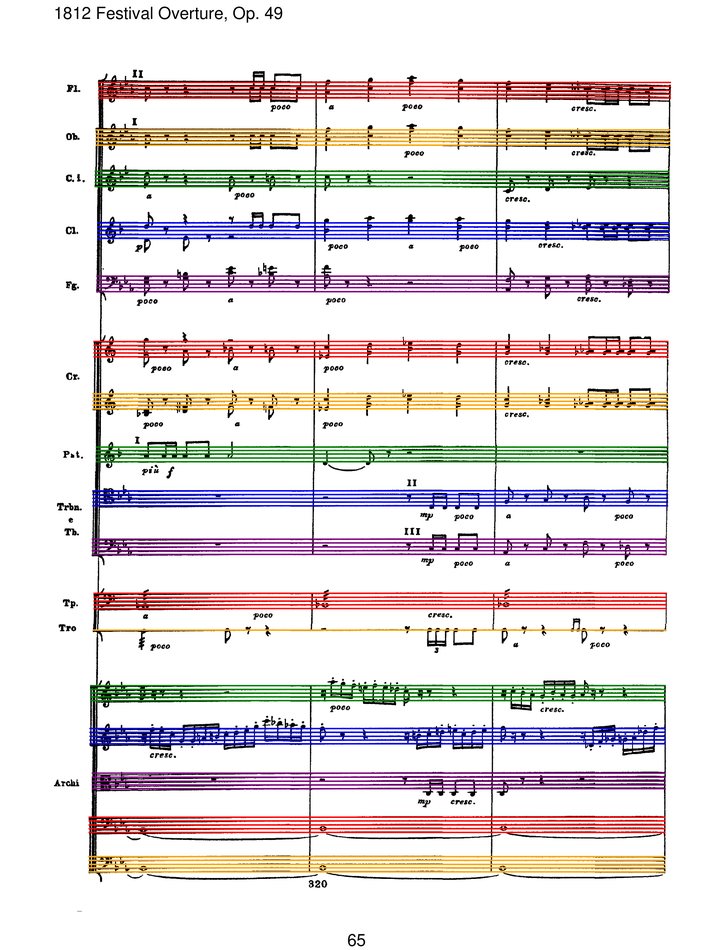 1812 Festival Overture, Op. 49
II
Fl.
poco a poco cresc.
I
Ob.
poco cresc.
C. i.
a poco cresc.
Cl.
p poco a poco cresc.
Fg.
poco a poco cresc.
Cr.
poco a poco cresc.
poco a poco cresc.
I
Pst.
più f
II
Trbn.
mp poco a poco
e
III
Tb.
mp poco a poco
Tp.
a poco cresc.
Tro
poco 3 a poco
poco cresc.
cresc.
Archi
mp cresc.
320
65